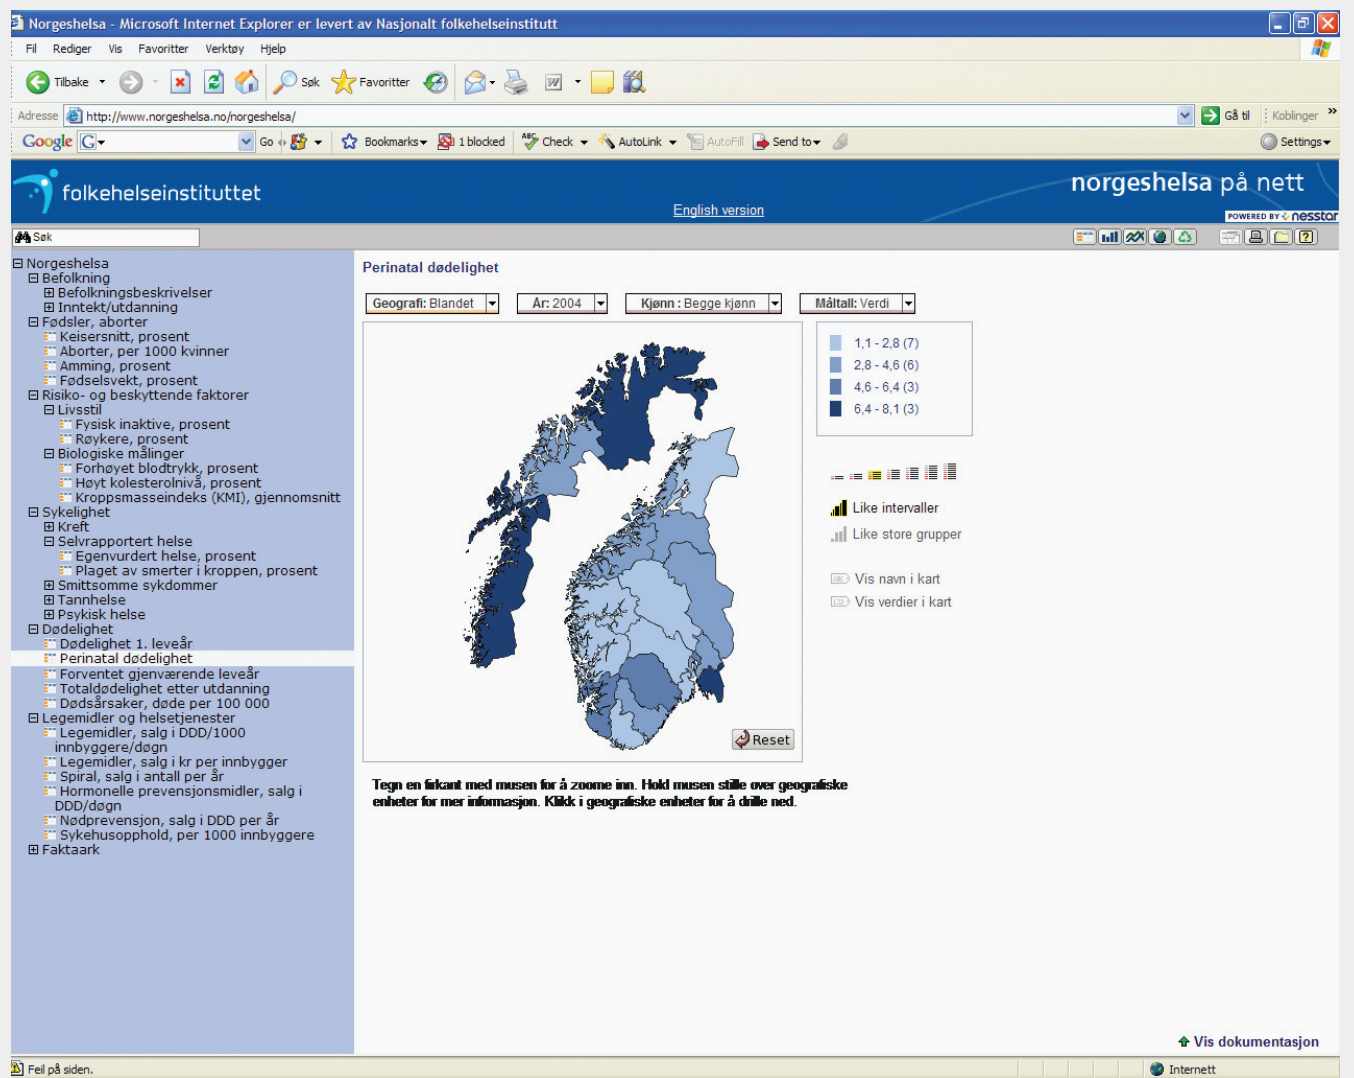 Norgeshelsa - Microsoft Internet Explorer er levert av Nasjonalt folkehelseinstitutt
Fil Rediger Vis Favoritter Verktøy Hjelp
Tilbake Søk Favoritter
Adresse http://www.norgeshelsa.no/norgeshelsa/ Gå til Koblinger »
Google G Go Bookmarks 1 blocked ABC Check AutoLink AutoFill Send to Settings
folkehelseinstituttet
norgeshelsa på nett
English version
POWERED BY nesstar
Søk
Norgeshelsa
Befolkning
Befolkningsbeskrivelser
Inntekt/utdanning
Fødsler, aborter
Keisersnitt, prosent
Aborter, per 1000 kvinner
Amming, prosent
Fødselsvekt, prosent
Risiko- og beskyttende faktorer
Livsstil
Fysisk inaktive, prosent
Røykere, prosent
Biologiske målinger
Forhøyet blodtrykk, prosent
Høyt kolesterolnivå, prosent
Kroppsmasseindeks (KMI), gjennomsnitt
Sykelighet
Kreft
Selvrapportert helse
Egenvurdert helse, prosent
Plaget av smerter i kroppen, prosent
Smittsomme sykdommer
Tannhelse
Psykisk helse
Dødelighet
Dødelighet 1. leveår
Perinatal dødelighet
Forventet gjenværende leveår
Totaldødelighet etter utdanning
Dødsårsaker, døde per 100 000
Legemidler og helsetjenester
Legemidler, salg i DDD/1000
innbyggere/døgn
Legemidler, salg i kr per innbygger
Spiral, salg i antall per år
Hormonelle prevensjonsmidler, salg i
DDD/døgn
Nødprevensjon, salg i DDD per år
Sykehusopphold, per 1000 innbyggere
Faktaark
Perinatal dødelighet
Geografi: Blandet År: 2004 Kjønn : Begge kjønn Måltall: Verdi
1,1 - 2,8 (7)
2,8 - 4,6 (6)
4,6 - 6,4 (3)
6,4 - 8,1 (3)
Like intervaller
Like store grupper
ABC Vis navn i kart
123 Vis verdier i kart
Reset
Tegn en firkant med musen for å zoome inn. Hold musen stille over geografiske
enheter for mer informasjon. Klikk i geografiske enheter for å drille ned.
Vis dokumentasjon
Feil på siden. Internett